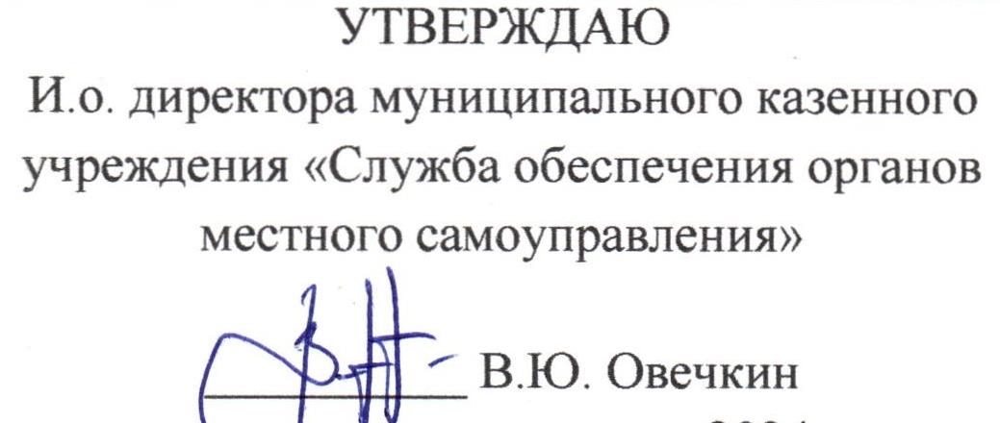 УТВЕРЖДАЮ
И.о. директора муниципального казенного
учреждения «Служба обеспечения органов
местного самоуправления»
В.Ю. Овечкин